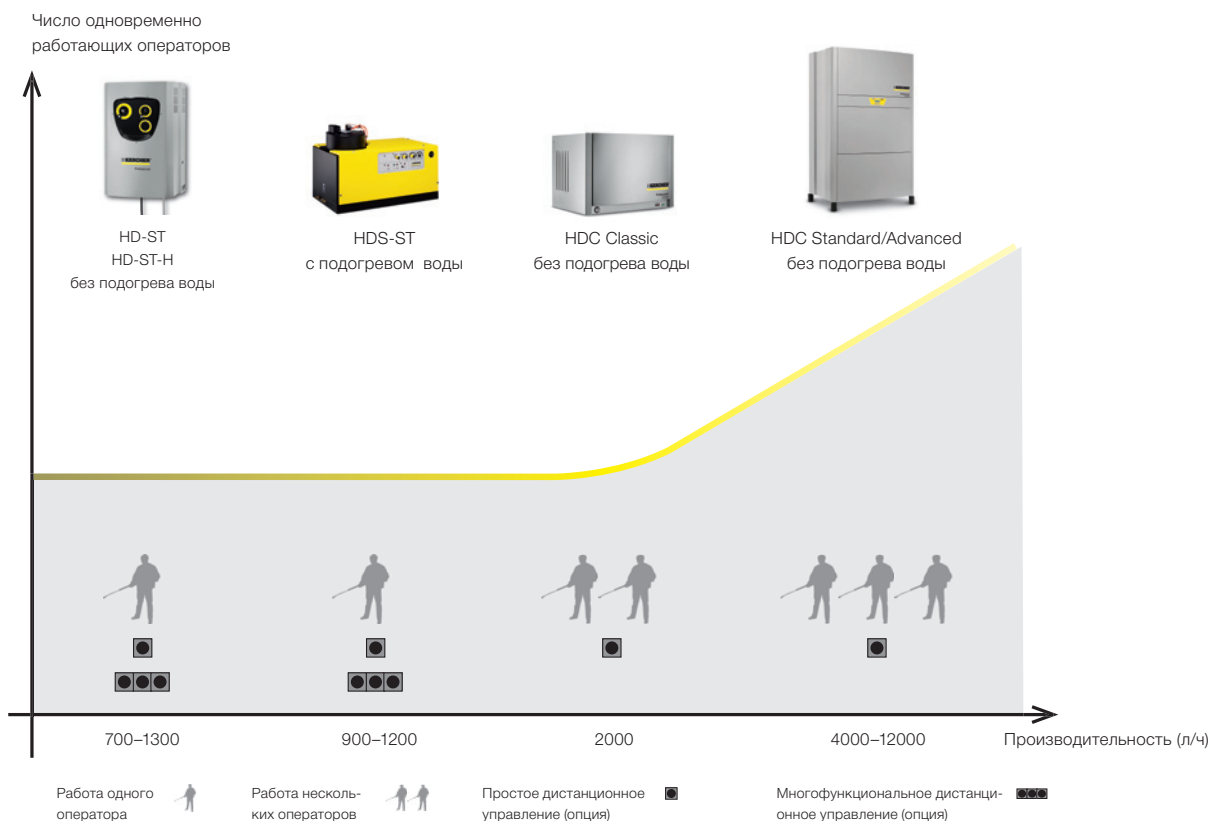 Число одновременно
работающих операторов
KÄRCHER
KÄRCHER
HD-ST
HD-ST-H
без подогрева воды
HDS-ST
с подогревом воды
HDC Classic
без подогрева воды
HDC Standard/Advanced
без подогрева воды
700–1300
900–1200
2000
4000–12000
Производительность (л/ч)
Работа одного
оператора
Работа несколь-
ких операторов
Простое дистанционное
управление (опция)
Многофункциональное дистанци-
онное управление (опция)